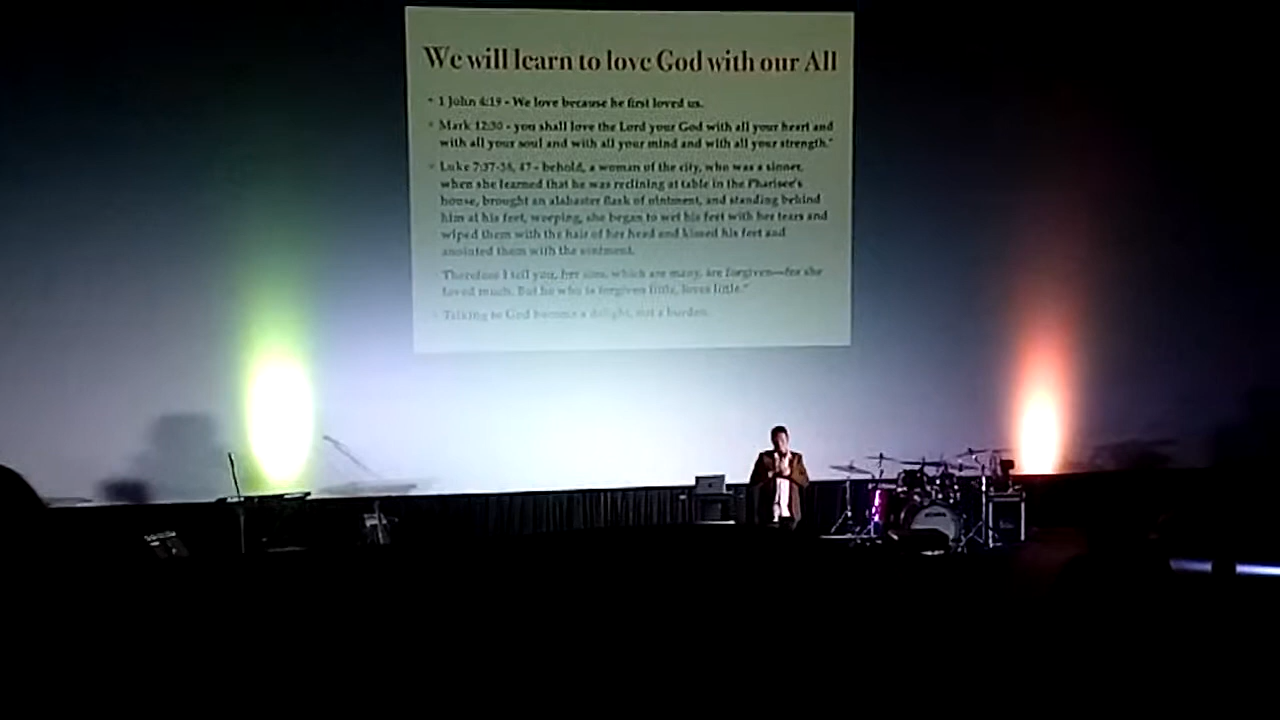 We will learn to love God with our All
1 John 4:19 - We love because he first loved us.
Mark 12:30 - you shall love the Lord your God with all your heart and
with all your soul and with all your mind and with all your strength."
Luke 7:37-38, 47 - behold, a woman of the city, who was a sinner,
when she learned that he was reclining at table in the Pharisee's
house, brought an alabaster flask of ointment, and standing behind
him at his feet, weeping, she began to wet his feet with her tears and
wiped them with the hair of her head and kissed his feet and
anointed them with the ointment.
Therefore I tell you, her sins, which are many, are forgiven—for she
loved much. But he who is forgiven little, loves little."
Talking to God become a delight, not a burden.